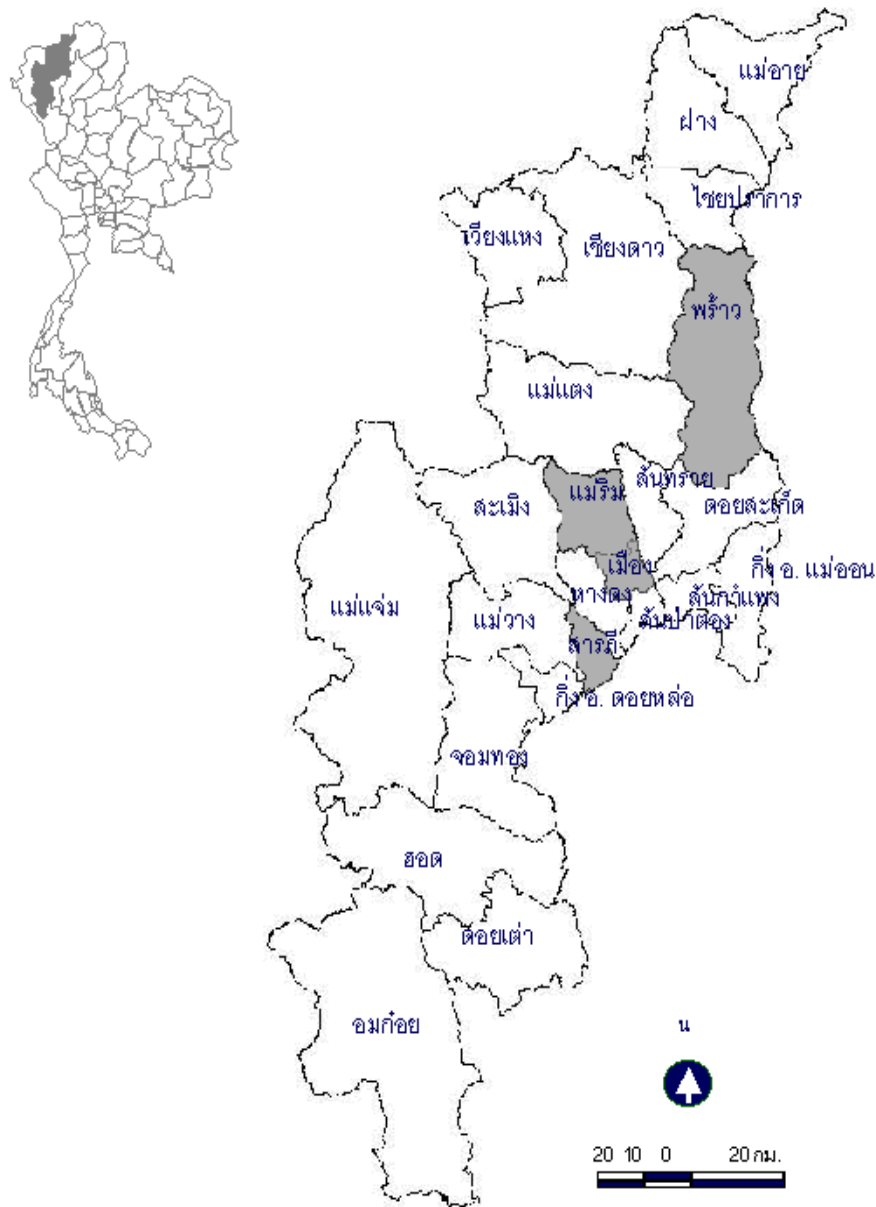 แม่อาย
ฝาง
ไชยปราการ
เวียงแหง
เชียงดาว
พร้าว
แม่แตง
สันทราย
แม่ริม
สะเมิง
ดอยสะเก็ด
เมือง
กิ่ง อ. แม่ออน
หางดง
สันกำแพง
แม่แจ่ม
แม่วาง
สันป่าตอง
สารภี
กิ่ง อ. ดอยหล่อ
จอมทอง
ฮอด
ดอยเต่า
อมก๋อย
น
20 10 0 20 กม.